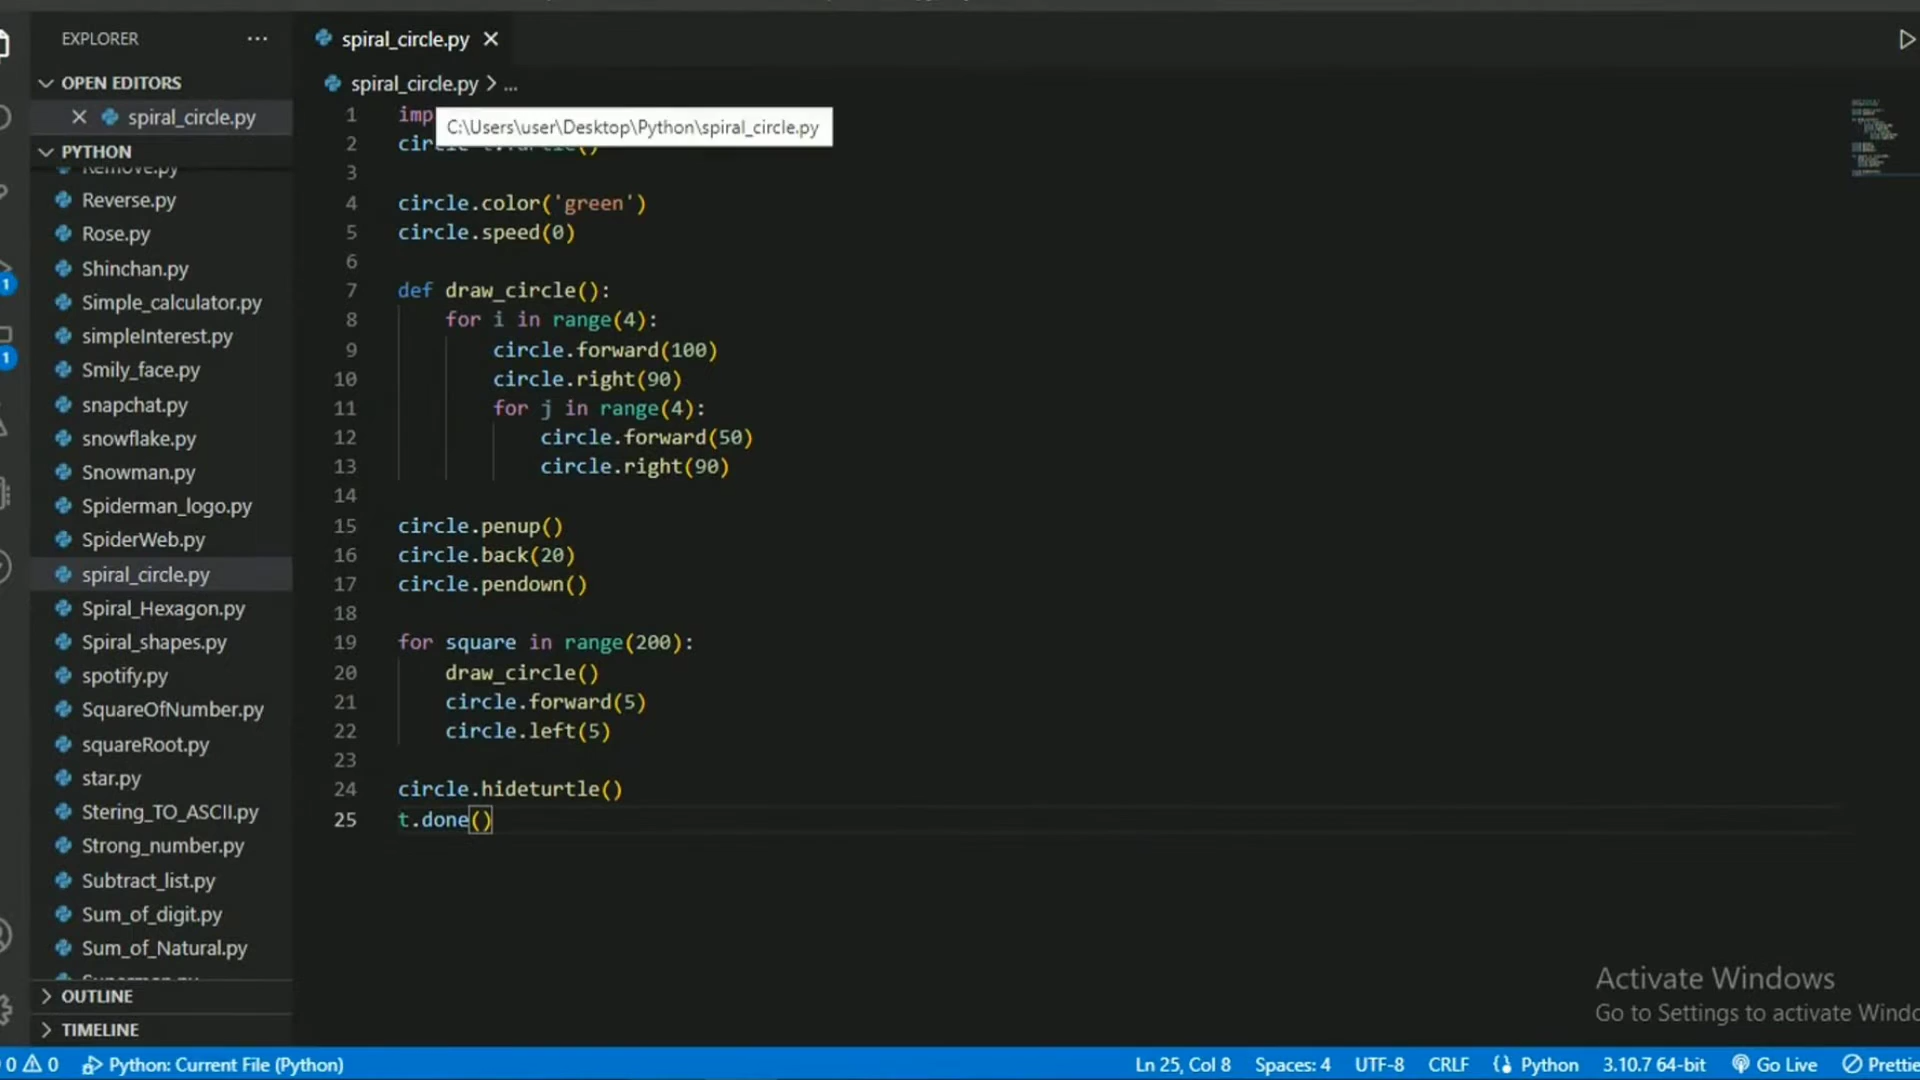 EXPLORER ...
OPEN EDITORS
spiral_circle.py
PYTHON
Remove.py
Reverse.py
Rose.py
Shinchan.py
Simple_calculator.py
simpleInterest.py
Smily_face.py
snapchat.py
snowflake.py
Snowman.py
Spiderman_logo.py
SpiderWeb.py
spiral_circle.py
Spiral_Hexagon.py
Spiral_shapes.py
spotify.py
SquareOfNumber.py
squareRoot.py
star.py
Stering_TO_ASCII.py
Strong_number.py
Subtract_list.py
Sum_of_digit.py
Sum_of_Natural.py
OUTLINE
TIMELINE
1
1
spiral_circle.py
spiral_circle.py > ...
C:\Users\user\Desktop\Python\spiral_circle.py
1 imp
2 circ
3
4 circle.color('green')
5 circle.speed(0)
6
7 def draw_circle():
8     for i in range(4):
9         circle.forward(100)
10         circle.right(90)
11         for j in range(4):
12             circle.forward(50)
13             circle.right(90)
14
15 circle.penup()
16 circle.back(20)
17 circle.pendown()
18
19 for square in range(200):
20     draw_circle()
21     circle.forward(5)
22     circle.left(5)
23
24 circle.hideturtle()
25 t.done()
Activate Windows
Go to Settings to activate Windo
0 0 Python: Current File (Python) Ln 25, Col 8 Spaces: 4 UTF-8 CRLF Python 3.10.7 64-bit Go Live Prettie